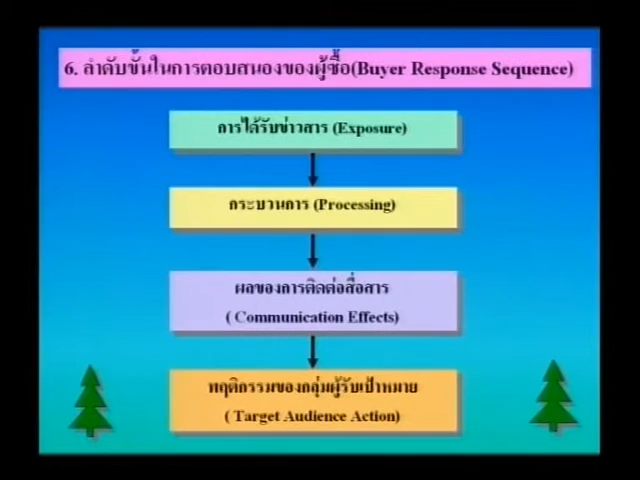 6. ลำดับขั้นในการตอบสนองของผู้ซื้อ(Buyer Response Sequence)
การได้รับข่าวสาร (Exposure)
กระบวนการ (Processing)
ผลของการติดต่อสื่อสาร
( Communication Effects)
พฤติกรรมของกลุ่มผู้รับเป้าหมาย
( Target Audience Action)